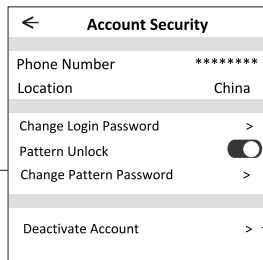 Account Security
Phone Number ********
Location China
Change Login Password >
Pattern Unlock
Change Pattern Password >
Deactivate Account >